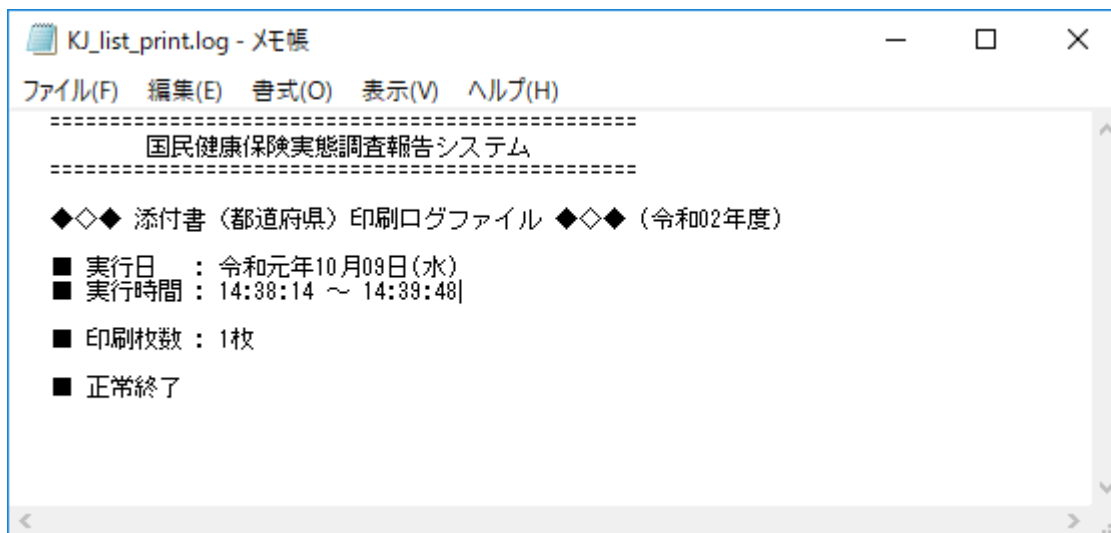 KJ_list_print.log - メモ帳
ファイル(F) 編集(E) 書式(O) 表示(V) ヘルプ(H)
=================================================
国民健康保険実態調査報告システム
=================================================
◆◇◆ 添付書（都道府県）印刷ログファイル ◆◇◆（令和02年度）
■ 実行日　 : 令和元年10月09日(水)
■ 実行時間 : 14:38:14 ～ 14:39:48
■ 印刷枚数 : 1枚
■ 正常終了